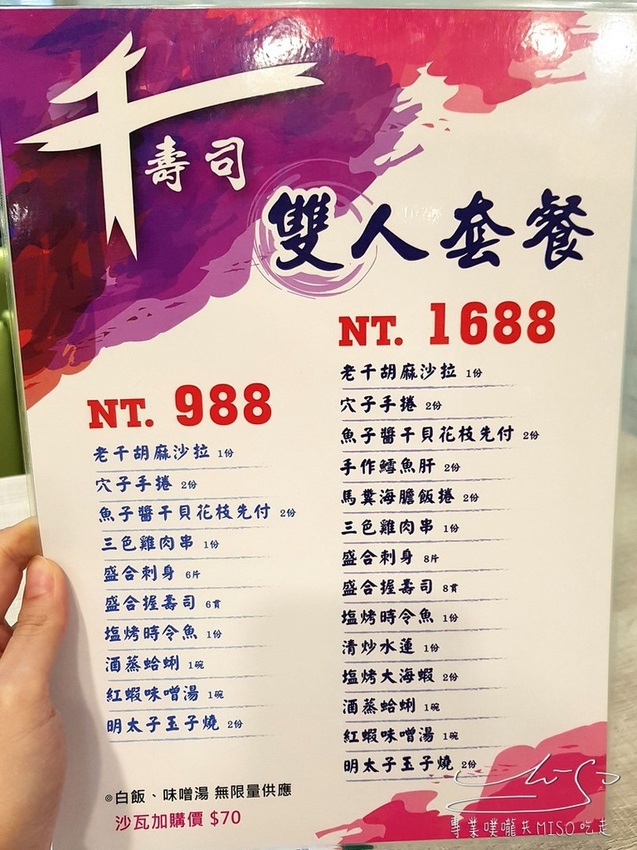 千壽司
雙人套餐
NT. 988
老千胡麻沙拉 1份
穴子手捲 2份
魚子醬干貝花枝先付 2份
三色雞肉串 1份
盛合刺身 6片
盛合握壽司 6貫
塩烤時令魚 1份
酒蒸蛤蜊 1碗
紅蝦味噌湯 1碗
明太子玉子燒 2份
◎白飯、味噌湯 無限量供應
沙瓦加購價 $70
NT. 1688
老千胡麻沙拉 1份
穴子手捲 2份
魚子醬干貝花枝先付 2份
手作鱈魚肝 2份
馬糞海膽飯捲 2份
三色雞肉串 1份
盛合刺身 8片
盛合握壽司 8貫
塩烤時令魚 1份
清炒水蓮 1份
塩烤大海蝦 2份
酒蒸蛤蜊 1碗
紅蝦味噌湯 1碗
明太子玉子燒 2份
專業噗嚨共MISO吃走